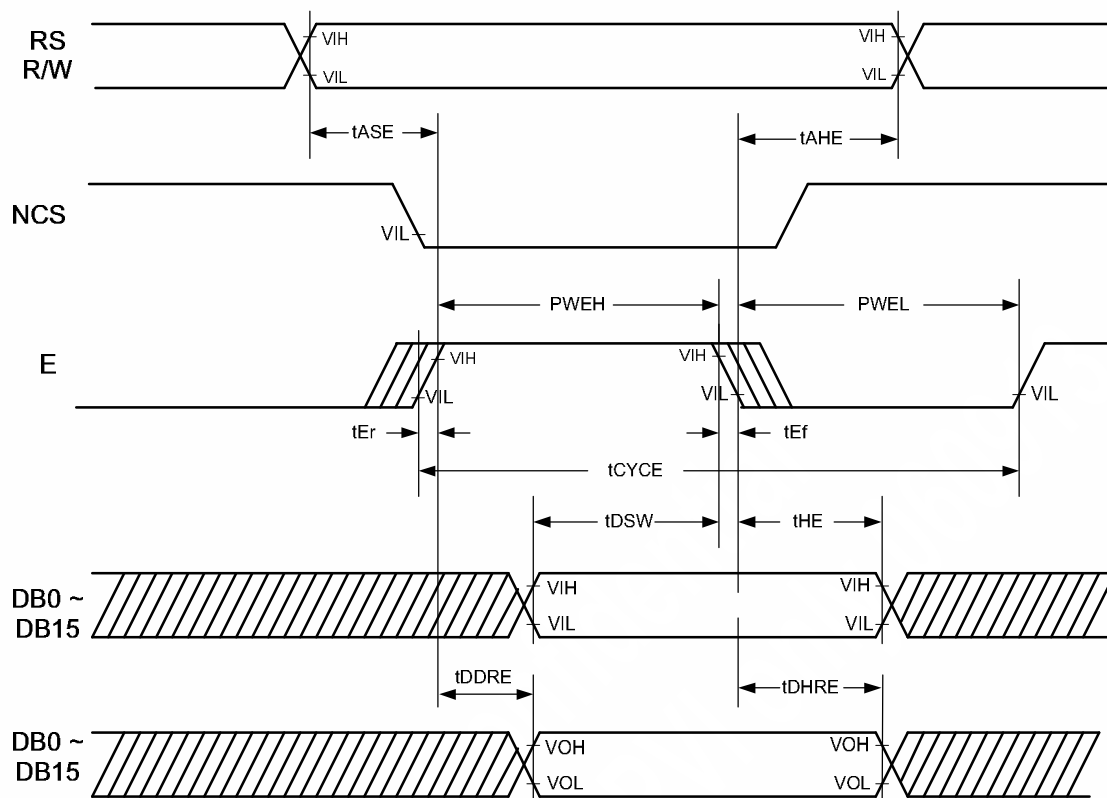 RS
R/W
VIH
VIL
VIH
VIL
tASE
tAHE
NCS
VIL
PWEH
PWEL
E
VIH
VIL
VIH
VIL
VIL
tEr
tEf
tCYCE
tDSW
tHE
DB0 ~
DB15
VIH
VIL
VIH
VIL
tDDRE
tDHRE
DB0 ~
DB15
VOH
VOL
VOH
VOL